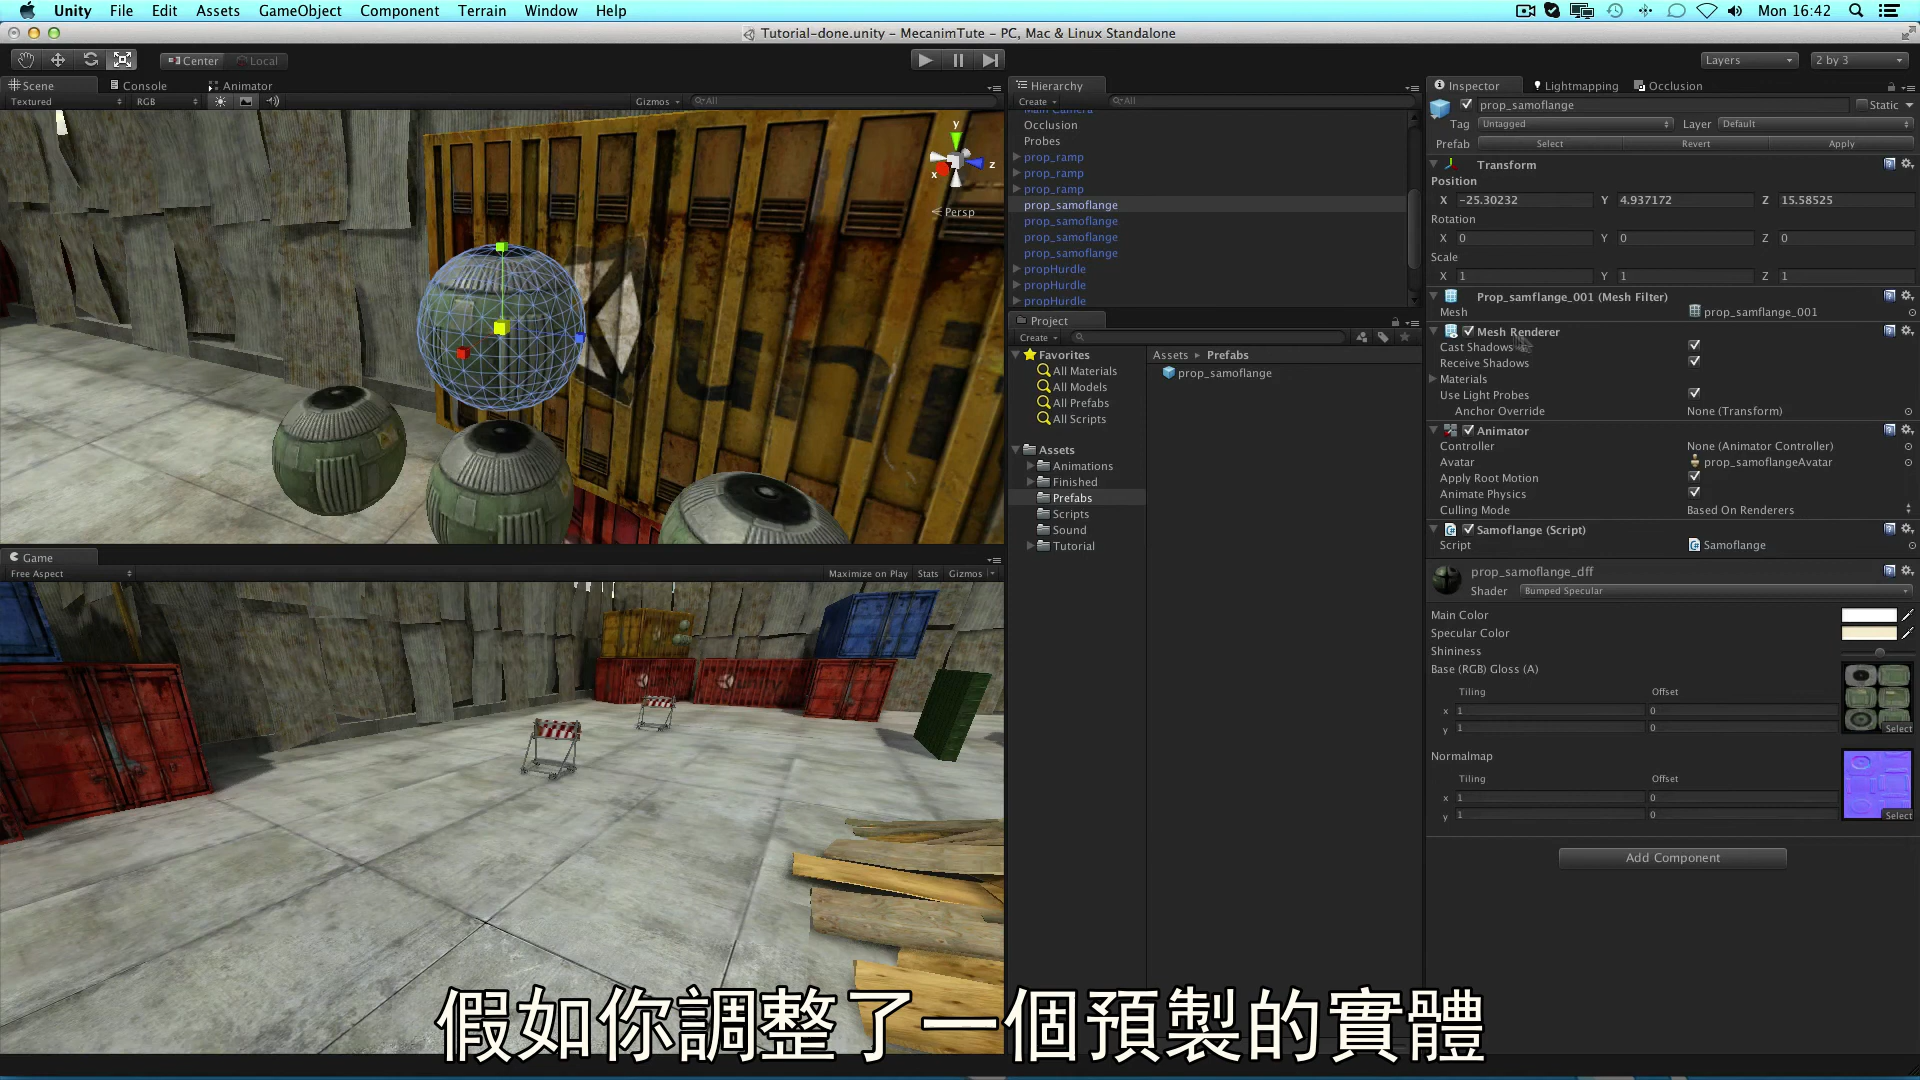 Unity File Edit Assets GameObject Component Terrain Window Help Mon 16:42
Tutorial-done.unity - MecanimTute - PC, Mac & Linux Standalone
Center Local Layers 2 by 3
Scene Console Animator
Textured RGB Gizmos All
y
z
x
Persp
unity
Game
Free Aspect Maximize on Play Stats Gizmos
Hierarchy
Create All
Main Camera
Occlusion
Probes
prop_ramp
prop_ramp
prop_ramp
prop_samoflange
prop_samoflange
prop_samoflange
prop_samoflange
propHurdle
propHurdle
propHurdle
Project
Create
Favorites
All Materials
All Models
All Prefabs
All Scripts
Assets
Animations
Finished
Prefabs
Scripts
Sound
Tutorial
Assets ▸ Prefabs
prop_samoflange
Inspector Lightmapping Occlusion
prop_samoflange Static
Tag Untagged Layer Default
Prefab Select Revert Apply
Transform
Position
X -25.30232 Y 4.937172 Z 15.58525
Rotation
X 0 Y 0 Z 0
Scale
X 1 Y 1 Z 1
Prop_samflange_001 (Mesh Filter)
Mesh prop_samflange_001
Mesh Renderer
Cast Shadows
Receive Shadows
Materials
Use Light Probes
Anchor Override None (Transform)
Animator
Controller None (Animator Controller)
Avatar prop_samoflangeAvatar
Apply Root Motion
Animate Physics
Culling Mode Based On Renderers
Samoflange (Script)
Script Samoflange
prop_samoflange_dff
Shader Bumped Specular
Main Color
Specular Color
Shininess
Base (RGB) Gloss (A)
Tiling Offset
x 1 0
y 1 0
Select
Normalmap
Tiling Offset
x 1 0
y 1 0
Select
Add Component
假如你調整了一個預製的實體